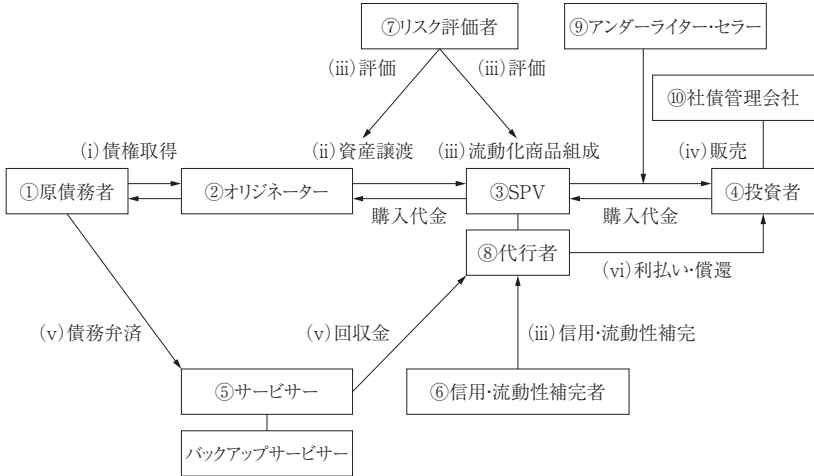 ⑦リスク評価者
⑨アンダーライター・セラー
(iii)評価
(iii)評価
⑩社債管理会社
(i)債権取得
(ii)資産譲渡
(iii)流動化商品組成
(iv)販売
①原債務者
②オリジネーター
③SPV
④投資者
購入代金
購入代金
⑧代行者
(vi)利払い・償還
(v)債務弁済
(v)回収金
(iii)信用・流動性補完
⑤サービサー
⑥信用・流動性補完者
バックアップサービサー